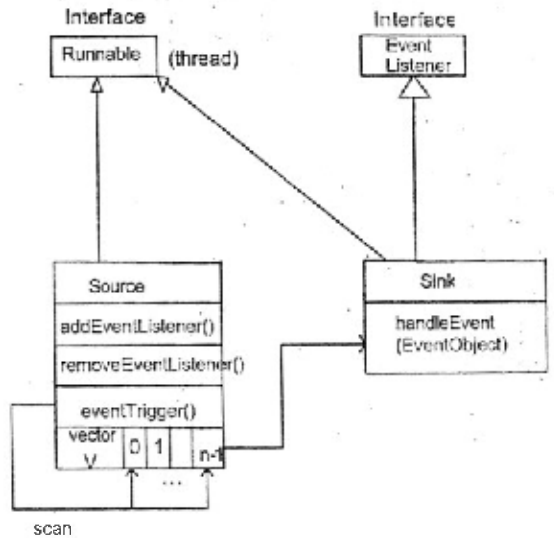 Interface
Interface
Runnable
(thread)
Event
Listener
Source
addEventListener()
removeEventListener()
eventTrigger()
vector
V
0
1
n-1
...
Sink
handleEvent
(EventObject)
scan